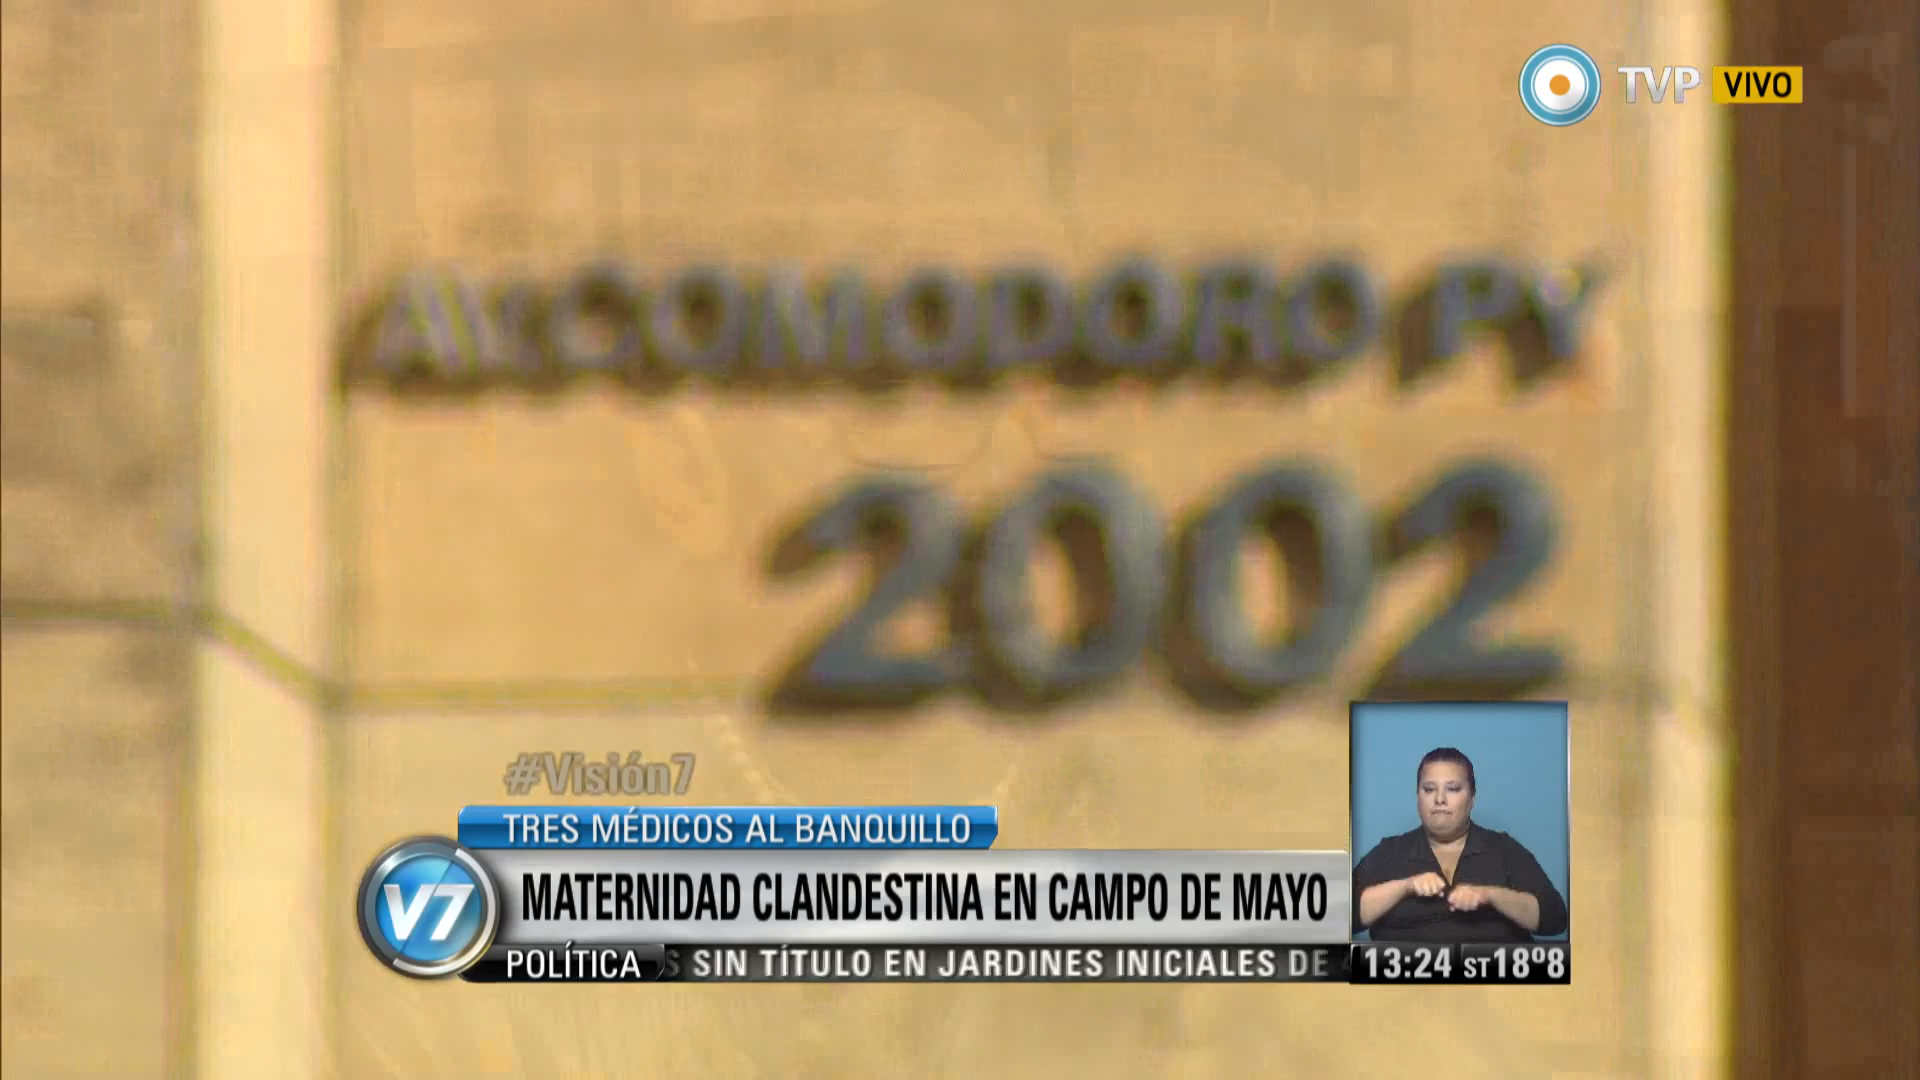 TVP VIVO
Av. COMODORO PY
2002
#Visión7
TRES MÉDICOS AL BANQUILLO
V7
MATERNIDAD CLANDESTINA EN CAMPO DE MAYO
POLÍTICA
S SIN TÍTULO EN JARDINES INICIALES DE
13:24 ST18º8